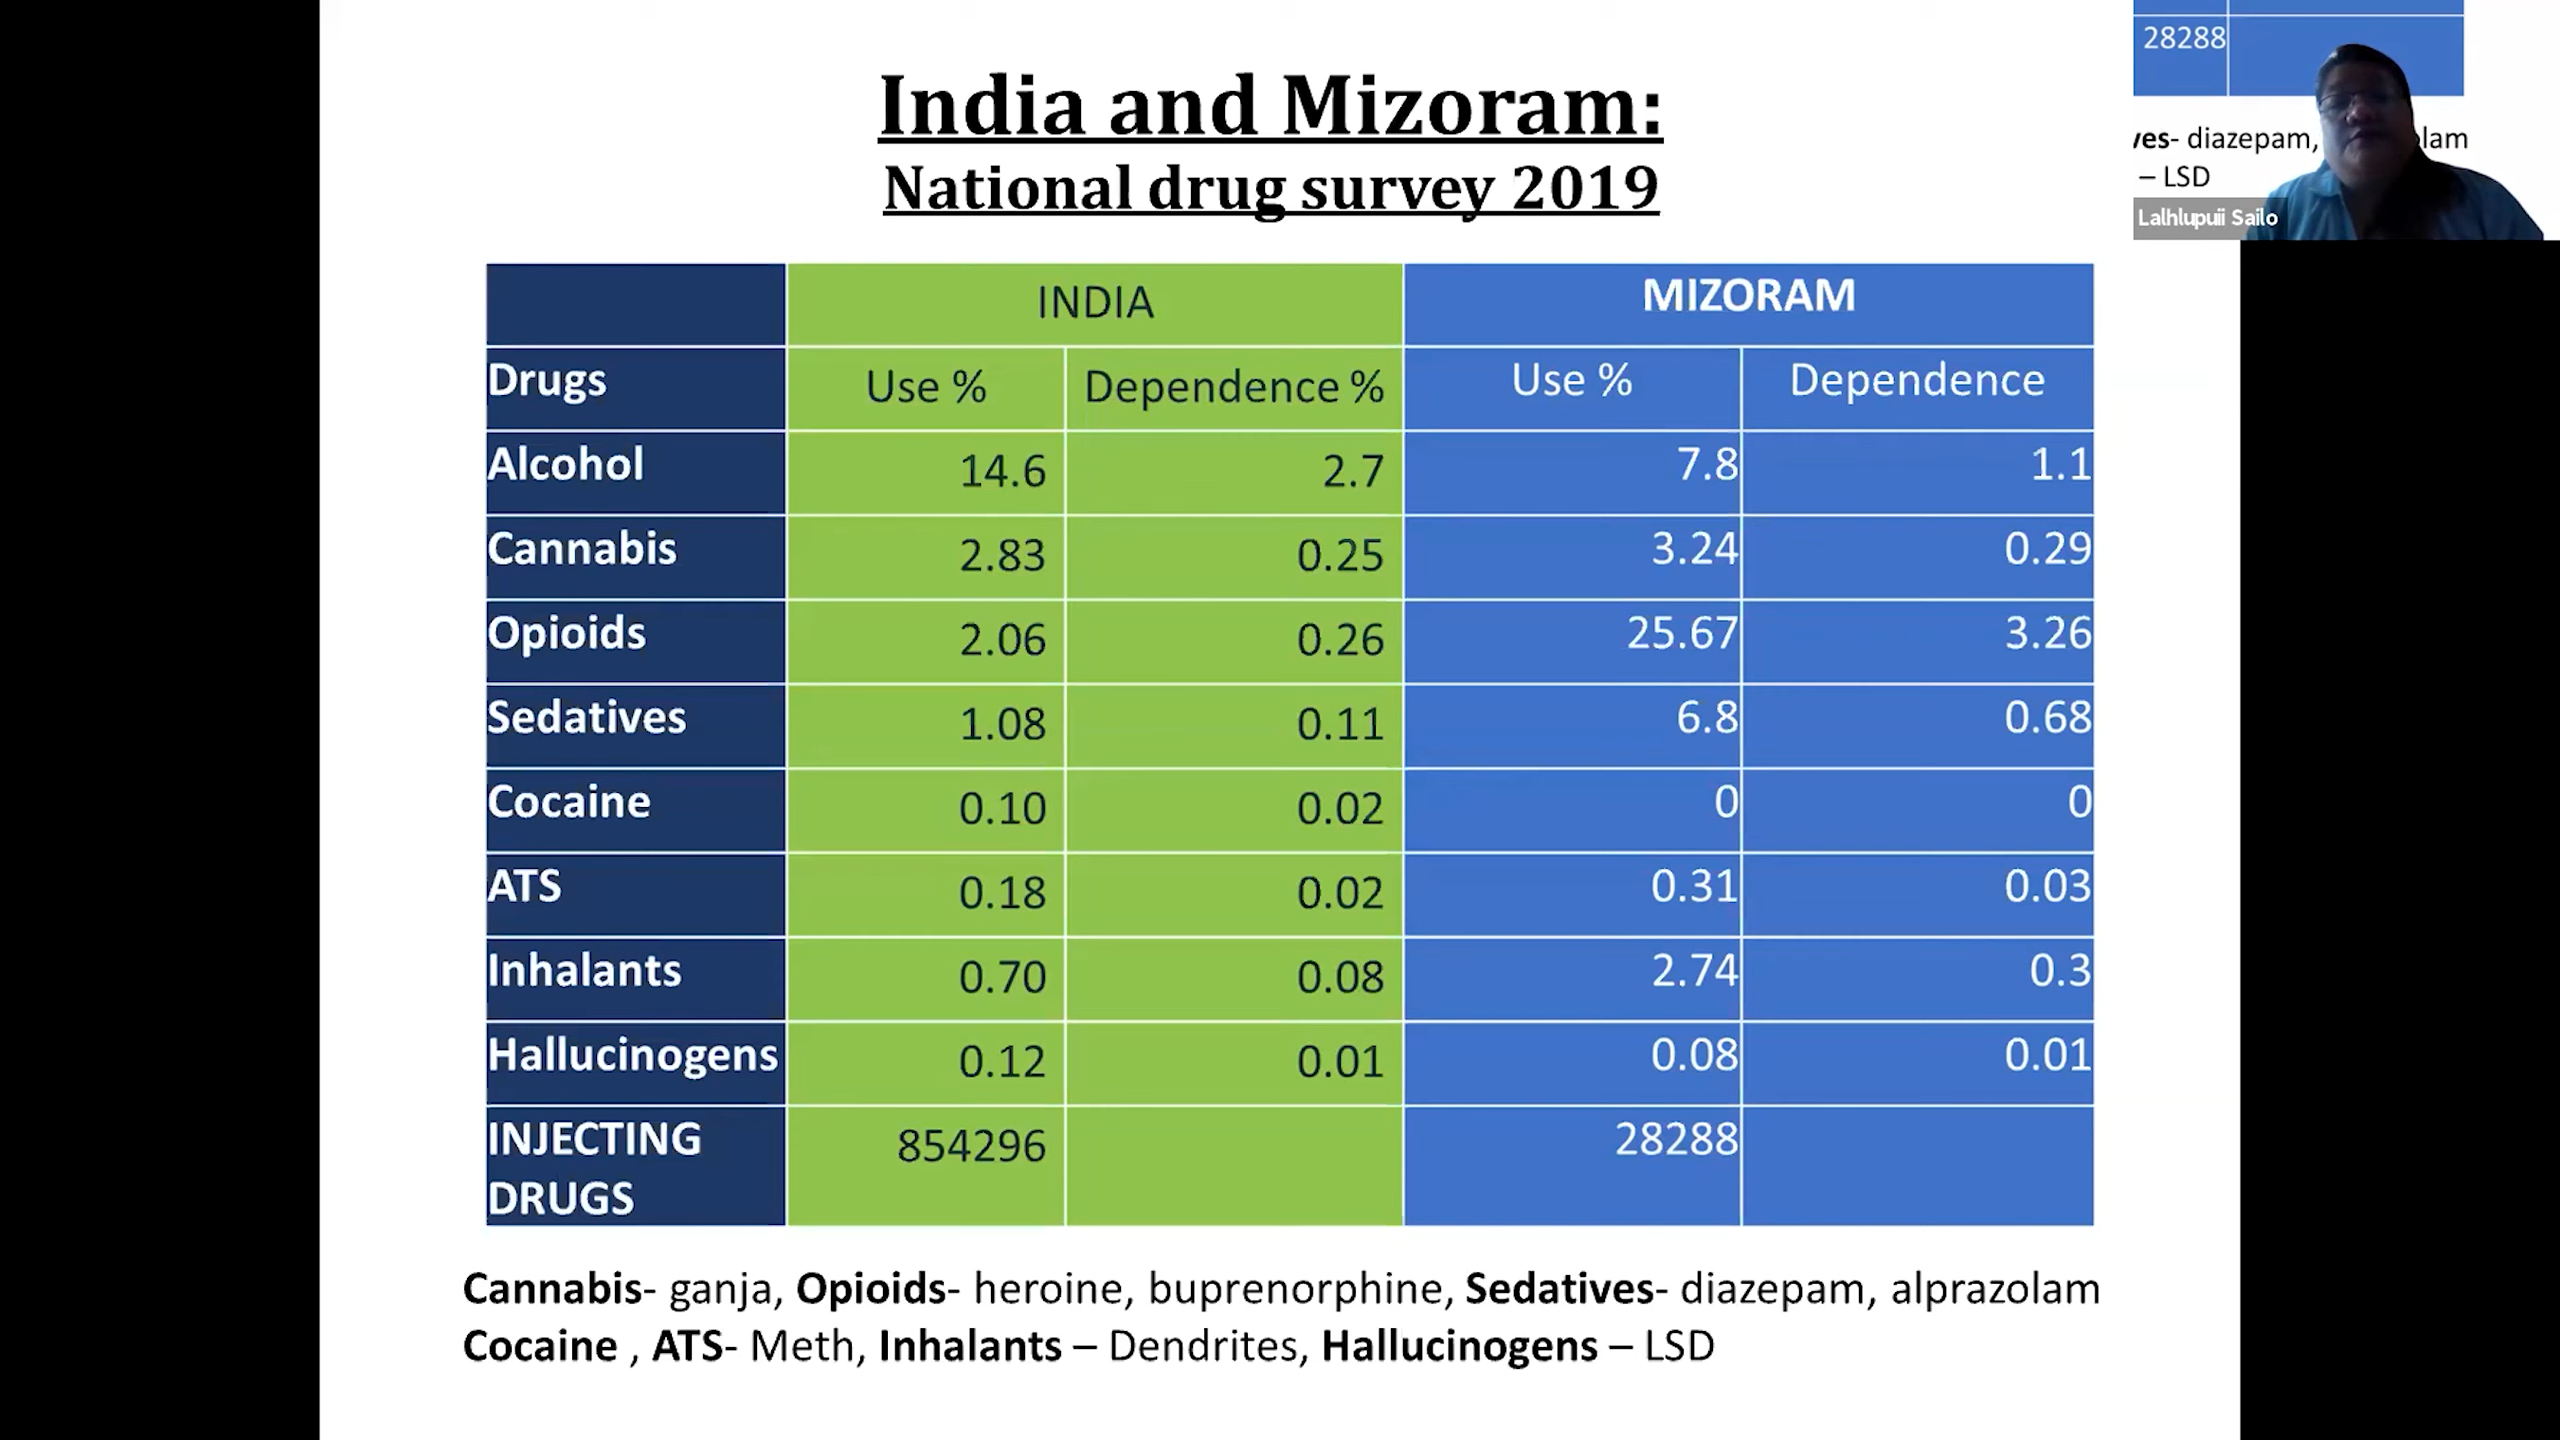 India and Mizoram:
National drug survey 2019
28288
ves- diazepam, olam
– LSD
Lalhlupuii Sailo
INDIA MIZORAM
Drugs Use % Dependence % Use % Dependence
Alcohol 14.6 2.7 7.8 1.1
Cannabis 2.83 0.25 3.24 0.29
Opioids 2.06 0.26 25.67 3.26
Sedatives 1.08 0.11 6.8 0.68
Cocaine 0.10 0.02 0 0
ATS 0.18 0.02 0.31 0.03
Inhalants 0.70 0.08 2.74 0.3
Hallucinogens 0.12 0.01 0.08 0.01
INJECTING 854296 28288
DRUGS
Cannabis- ganja, Opioids- heroine, buprenorphine, Sedatives- diazepam, alprazolam
Cocaine , ATS- Meth, Inhalants – Dendrites, Hallucinogens – LSD